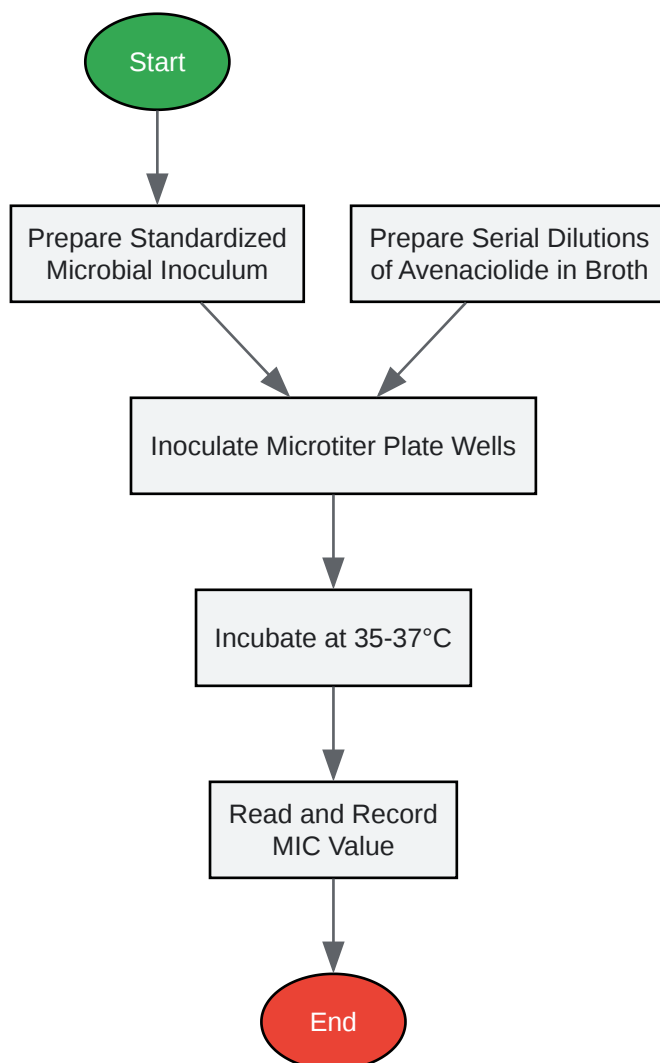 Start
Prepare Standardized
Microbial Inoculum
Prepare Serial Dilutions
of Avenaciolide in Broth
Inoculate Microtiter Plate Wells
Incubate at 35-37°C
Read and Record
MIC Value
End